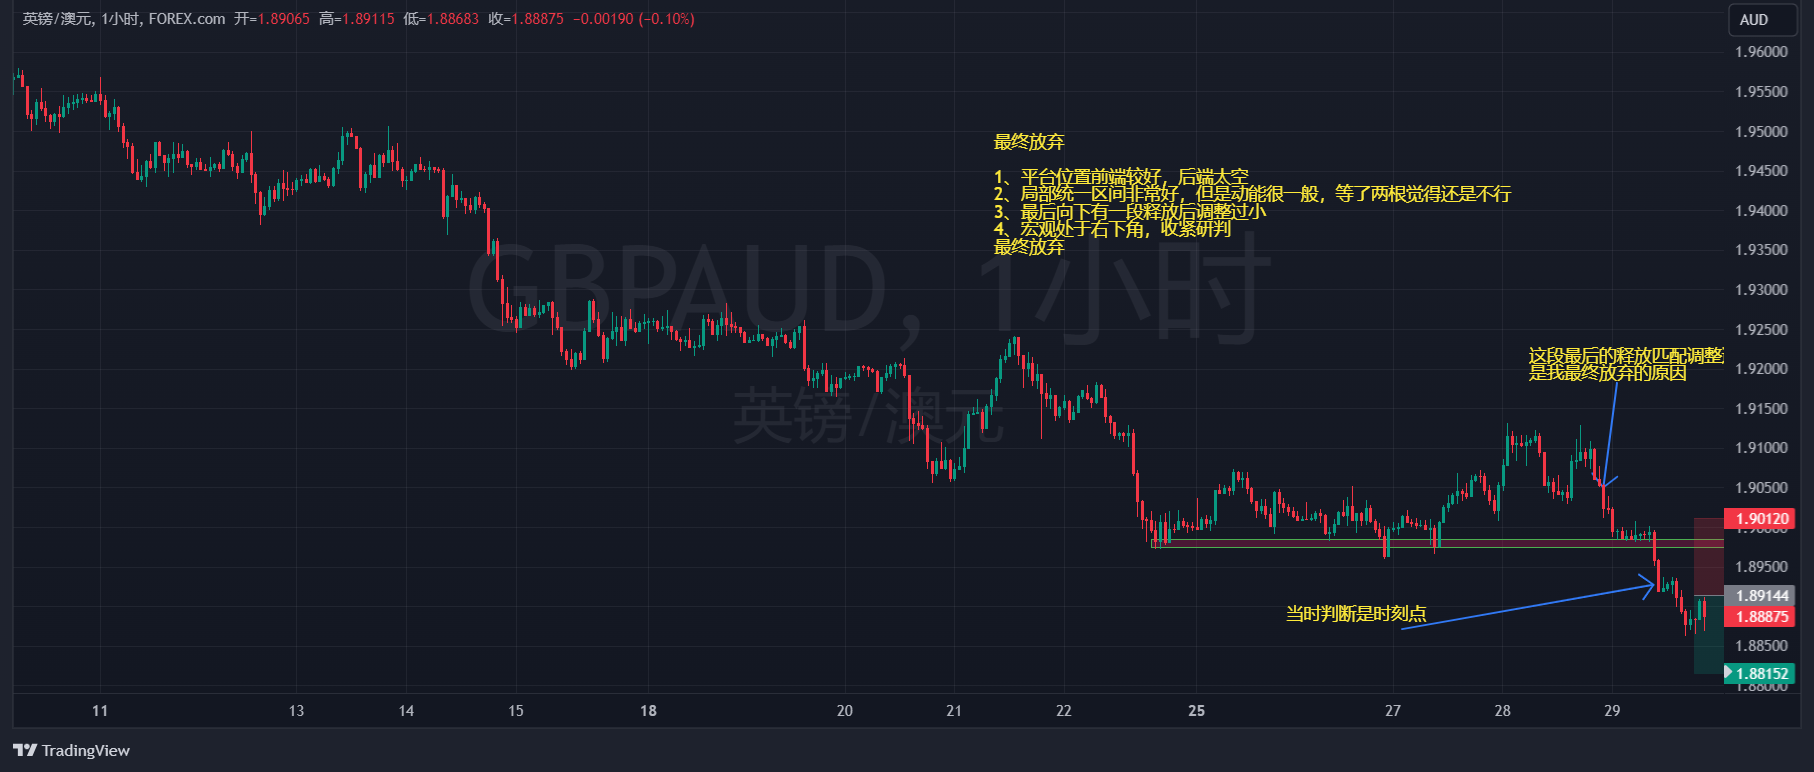 英镑/澳元, 1小时, FOREX.com 开=1.89065 高=1.89115 低=1.88683 收=1.88875 −0.00190 (−0.10%)
AUD
1.96000
1.95500
1.95000
1.94500
1.94000
1.93500
1.93000
1.92500
1.92000
1.91500
1.91000
1.90500
1.90120
1.90000
1.89500
1.89144
1.88875
1.88500
1.88152
1.88000
最终放弃
1、平台位置前端较好，后端太空
2、局部统一区间非常好，但是动能很一般，等了两根觉得还是不行
3、最后向下有一段释放后调整过小
4、宏观处于右下角，收紧研判
最终放弃
GBPAUD, 1小时
英镑/澳元
这段最后的释放匹配调整
是我最终放弃的原因
当时判断是时刻点
11 13 14 15 18 20 21 22 25 27 28 29
TradingView